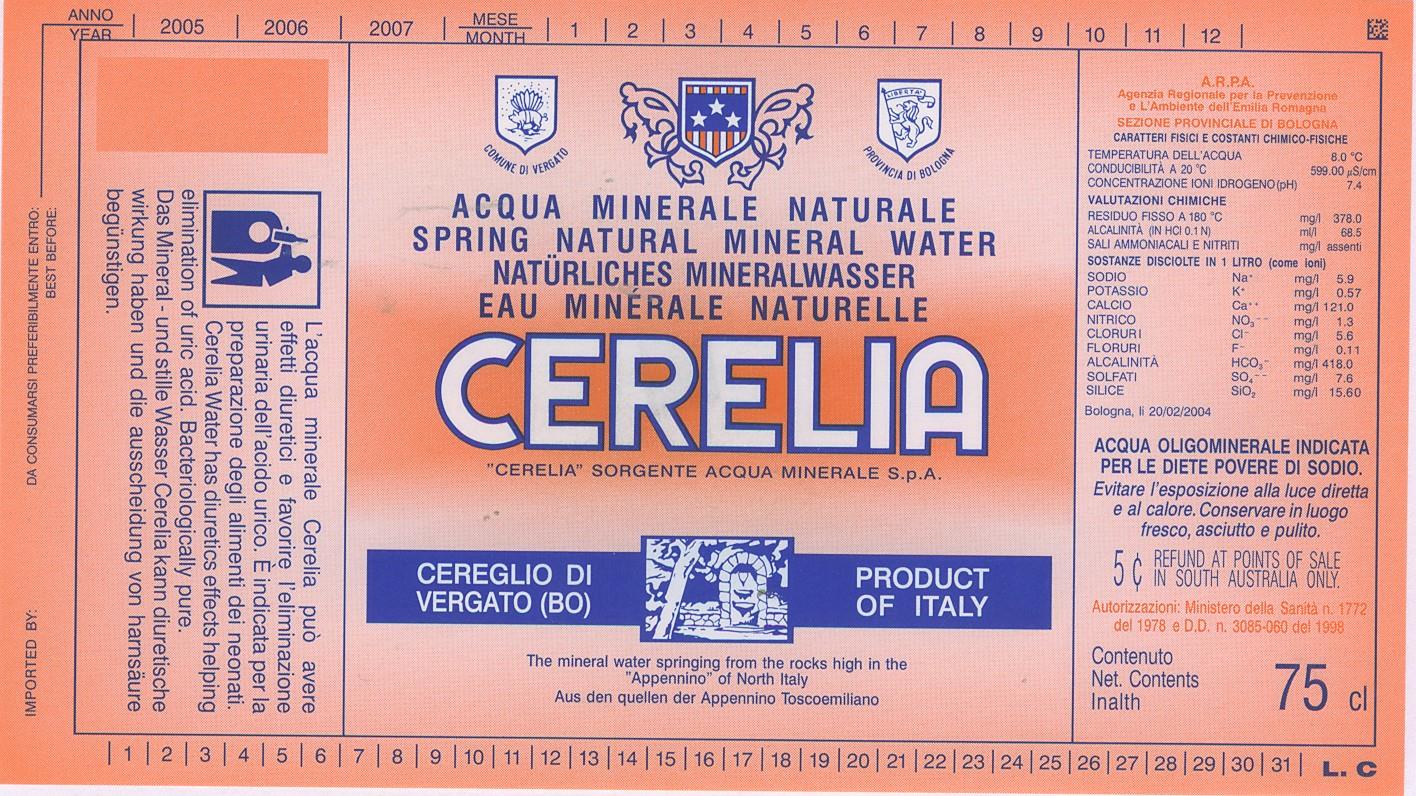 ANNO
YEAR
2005 2006 2007
MESE
MONTH
1 2 3 4 5 6 7 8 9 10 11 12
DA CONSUMARSI PREFERIBILMENTE ENTRO:
BEST BEFORE:
IMPORTED BY:
L'acqua minerale Cerelia può avere
effetti diuretici e favorire l'eliminazione
urinaria dell'acido urico. È indicata per la
preparazione degli alimenti dei neonati.
Cerelia Water has diuretics effects helping
elimination of uric acid. Bacteriologically pure.
Das Mineral - und stille Wasser Cerelia kann diuretische
wirkung haben und die ausscheidung von harnsäure
begünstigen.
COMUNE DI VERGATO
LIBERTA'
PROVINCIA DI BOLOGNA
ACQUA MINERALE NATURALE
SPRING NATURAL MINERAL WATER
NATÜRLICHES MINERALWASSER
EAU MINÉRALE NATURELLE
CERELIA
"CERELIA" SORGENTE ACQUA MINERALE S.p.A.
CEREGLIO DI
VERGATO (BO)
PRODUCT
OF ITALY
The mineral water springing from the rocks high in the
"Appennino" of North Italy
Aus den quellen der Appennino Toscoemiliano
A.R.P.A.
Agenzia Regionale per la Prevenzione
e L'Ambiente dell'Emilia Romagna
SEZIONE PROVINCIALE DI BOLOGNA
CARATTERI FISICI E COSTANTI CHIMICO-FISICHE
TEMPERATURA DELL'ACQUA 8.0 °C
CONDUCIBILITÀ A 20 °C 599.00 µS/cm
CONCENTRAZIONE IONI IDROGENO (pH) 7.4
VALUTAZIONI CHIMICHE
RESIDUO FISSO A 180 °C mg/l 378.0
ALCALINITÀ (IN HCl 0.1 N) ml/l 68.5
SALI AMMONIACALI E NITRITI mg/l assenti
SOSTANZE DISCIOLTE IN 1 LITRO (come ioni)
SODIO Na⁺ mg/l 5.9
POTASSIO K⁺ mg/l 0.57
CALCIO Ca⁺⁺ mg/l 121.0
NITRICO NO₃⁻⁻ mg/l 1.3
CLORURI Cl⁻ mg/l 5.6
FLORURI F⁻ mg/l 0.11
ALCALINITÀ HCO₃⁻ mg/l 418.0
SOLFATI SO₄⁻⁻ mg/l 7.6
SILICE SiO₂ mg/l 15.60
Bologna, li 20/02/2004
ACQUA OLIGOMINERALE INDICATA
PER LE DIETE POVERE DI SODIO.
Evitare l'esposizione alla luce diretta
e al calore. Conservare in luogo
fresco, asciutto e pulito.
5 ¢ REFUND AT POINTS OF SALE
IN SOUTH AUSTRALIA ONLY.
Autorizzazioni: Ministero della Sanità n. 1772
del 1978 e D.D. n. 3085-060 del 1998
Contenuto
Net. Contents
Inalth
75 cl
1 2 3 4 5 6 7 8 9 10 11 12 13 14 15 16 17 18 19 20 21 22 23 24 25 26 27 28 29 30 31
L. C